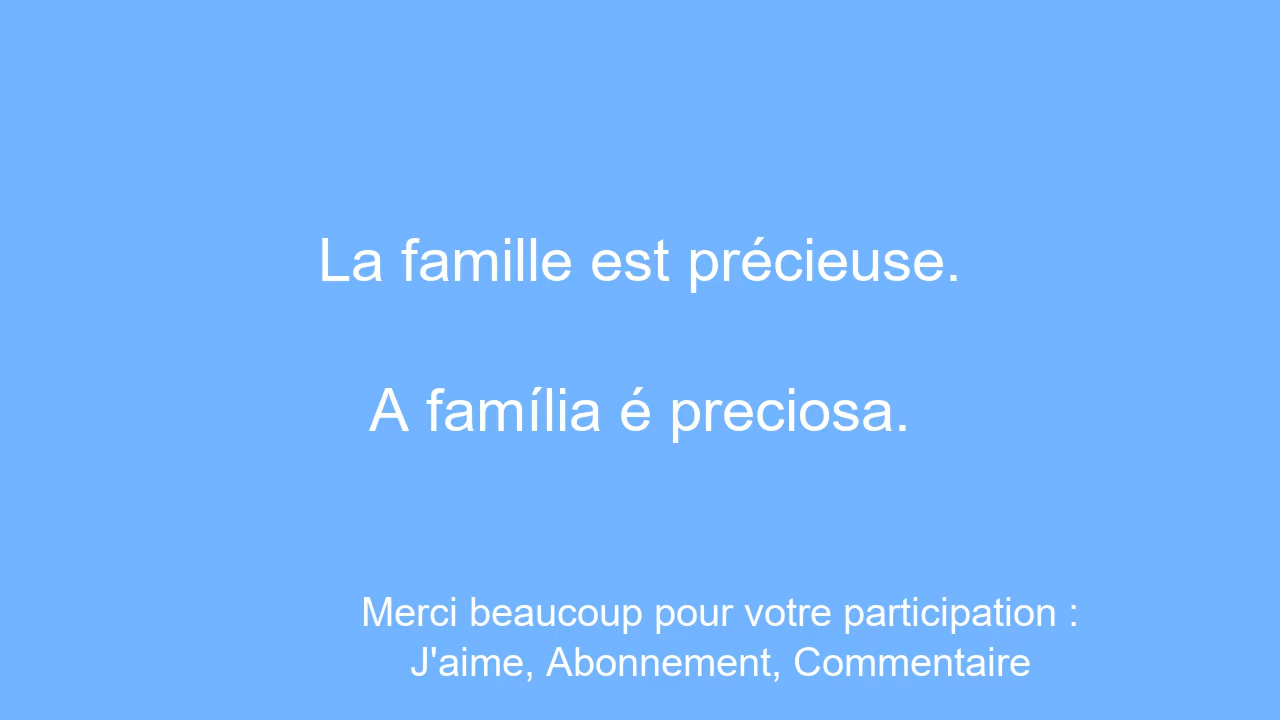 La famille est précieuse.
A família é preciosa.
Merci beaucoup pour votre participation :
J'aime, Abonnement, Commentaire